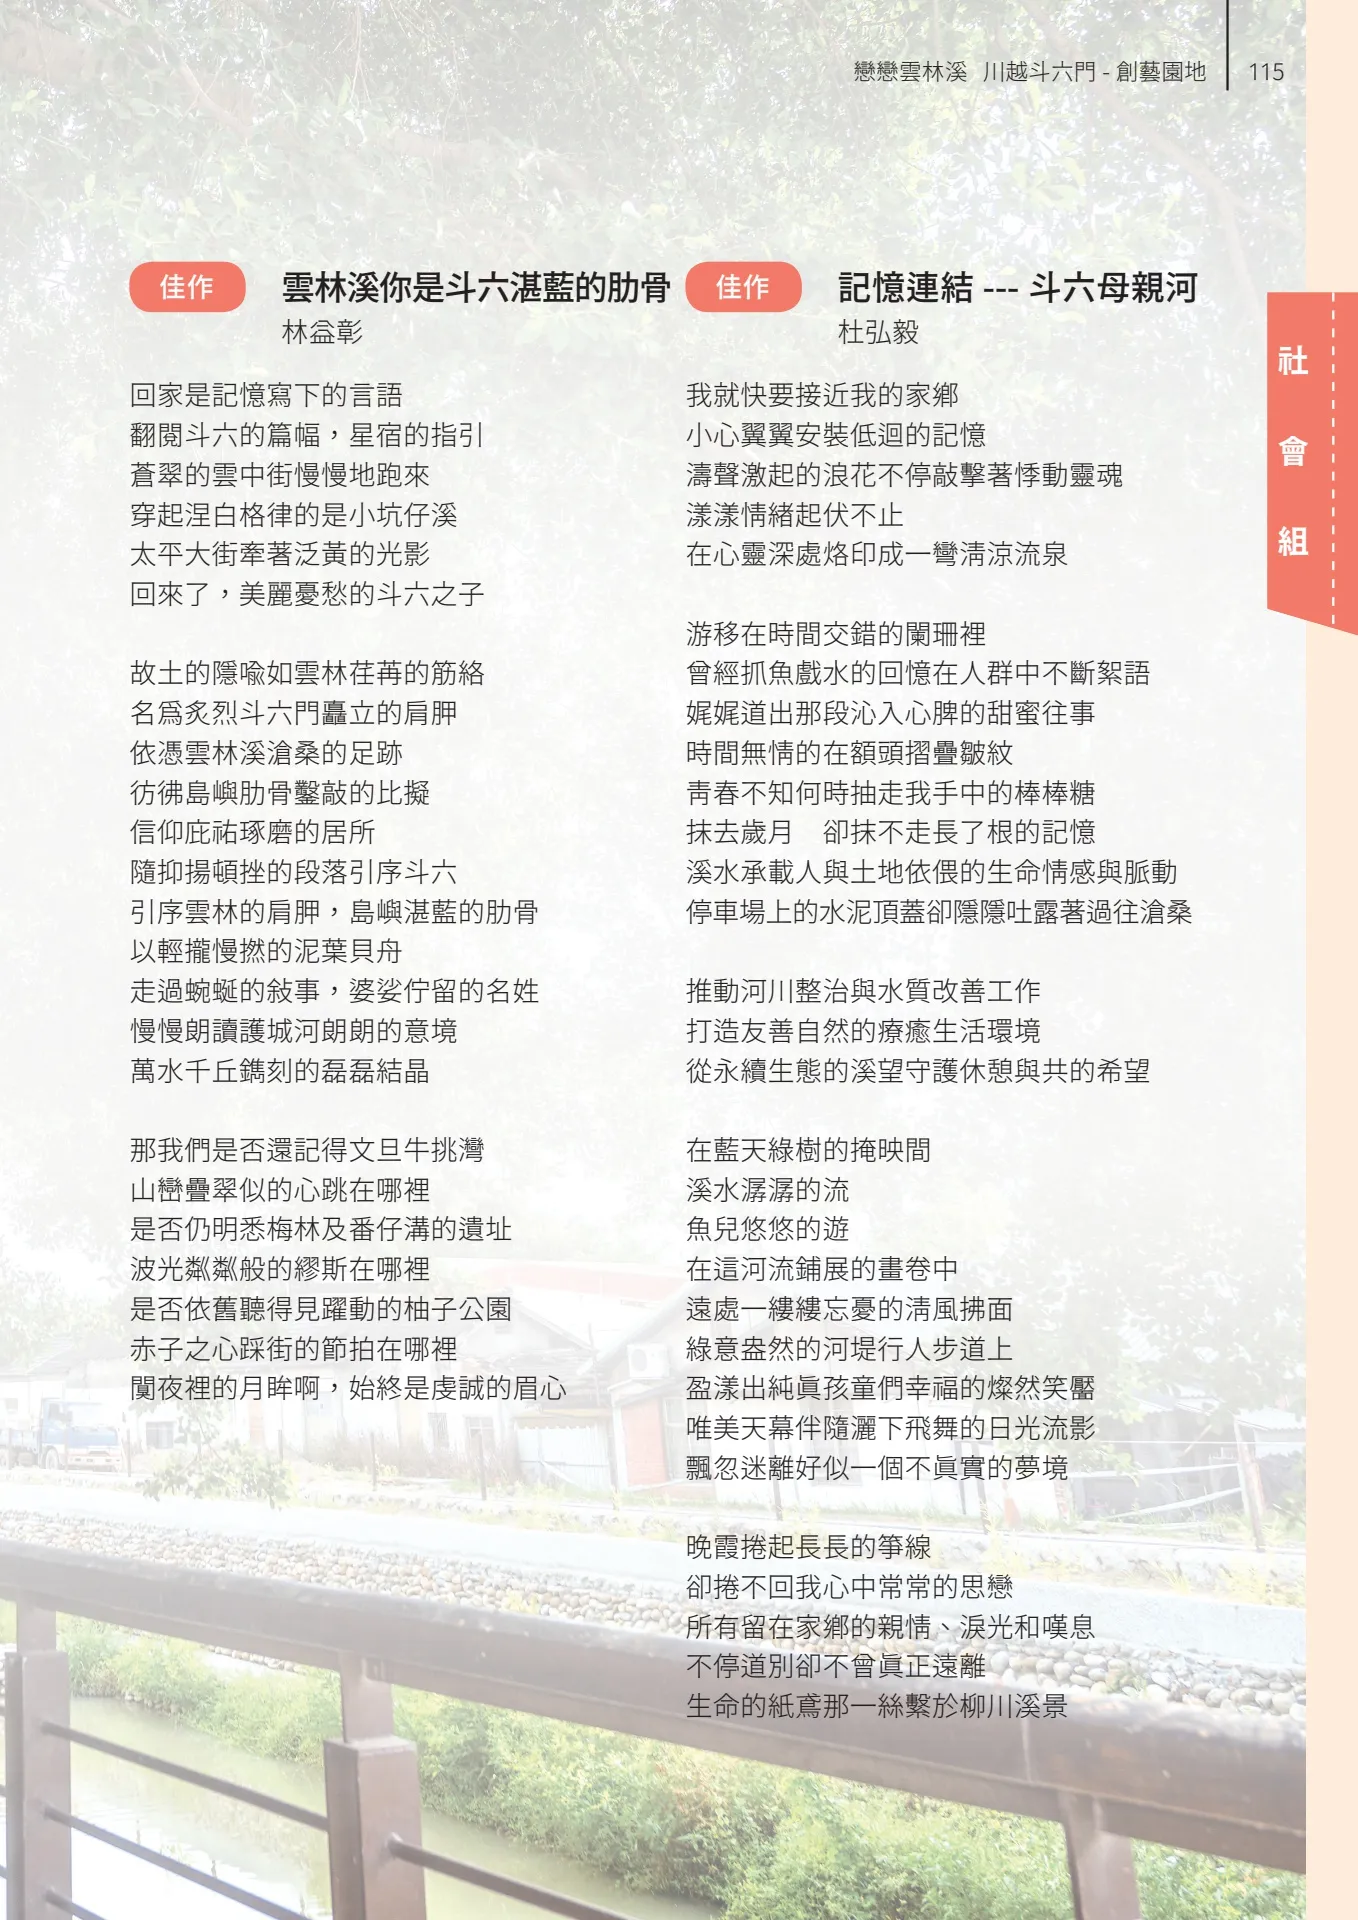 戀戀雲林溪 川越斗六門 - 創藝園地 115
社會組
佳作 雲林溪你是斗六湛藍的肋骨
林益彰
回家是記憶寫下的言語
翻閱斗六的篇幅，星宿的指引
蒼翠的雲中街慢慢地跑來
穿起涅白格律的是小坑仔溪
太平大街牽著泛黃的光影
回來了，美麗憂愁的斗六之子
故土的隱喩如雲林荏苒的筋絡
名爲炙烈斗六門矗立的肩胛
依憑雲林溪滄桑的足跡
彷彿島嶼肋骨鑿敲的比擬
信仰庇祐琢磨的居所
隨抑揚頓挫的段落引序斗六
引序雲林的肩胛，島嶼湛藍的肋骨
以輕攏慢撚的泥葉貝舟
走過蜿蜒的敍事，婆娑佇留的名姓
慢慢朗讀護城河朗朗的意境
萬水千丘鐫刻的磊磊結晶
那我們是否還記得文旦牛挑灣
山巒疊翠似的心跳在哪裡
是否仍明悉梅林及番仔溝的遺址
波光粼粼般的繆斯在哪裡
是否依舊聽得見躍動的柚子公園
赤子之心踩街的節拍在哪裡
闃夜裡的月眸啊，始終是虔誠的眉心
佳作 記憶連結 --- 斗六母親河
杜弘毅
我就快要接近我的家鄕
小心翼翼安裝低迴的記憶
濤聲激起的浪花不停敲擊著悸動靈魂
漾漾情緒起伏不止
在心靈深處烙印成一彎淸涼流泉
游移在時間交錯的闌珊裡
曾經抓魚戲水的回憶在人群中不斷絮語
娓娓道出那段沁入心脾的甜蜜往事
時間無情的在額頭摺疊皺紋
靑春不知何時抽走我手中的棒棒糖
抹去歲月　卻抹不走長了根的記憶
溪水承載人與土地依偎的生命情感與脈動
停車場上的水泥頂蓋卻隱隱吐露著過往滄桑
推動河川整治與水質改善工作
打造友善自然的療癒生活環境
從永續生態的溪望守護休憩與共的希望
在藍天綠樹的掩映間
溪水潺潺的流
魚兒悠悠的遊
在這河流鋪展的畫卷中
遠處一縷縷忘憂的淸風拂面
綠意盎然的河堤行人步道上
盈漾出純眞孩童們幸福的燦然笑靨
唯美天幕伴隨灑下飛舞的日光流影
飄忽迷離好似一個不眞實的夢境
晚霞捲起長長的箏線
卻捲不回我心中常常的思戀
所有留在家鄕的親情、淚光和嘆息
不停道別卻不曾眞正遠離
生命的紙鳶那一絲繫於柳川溪景